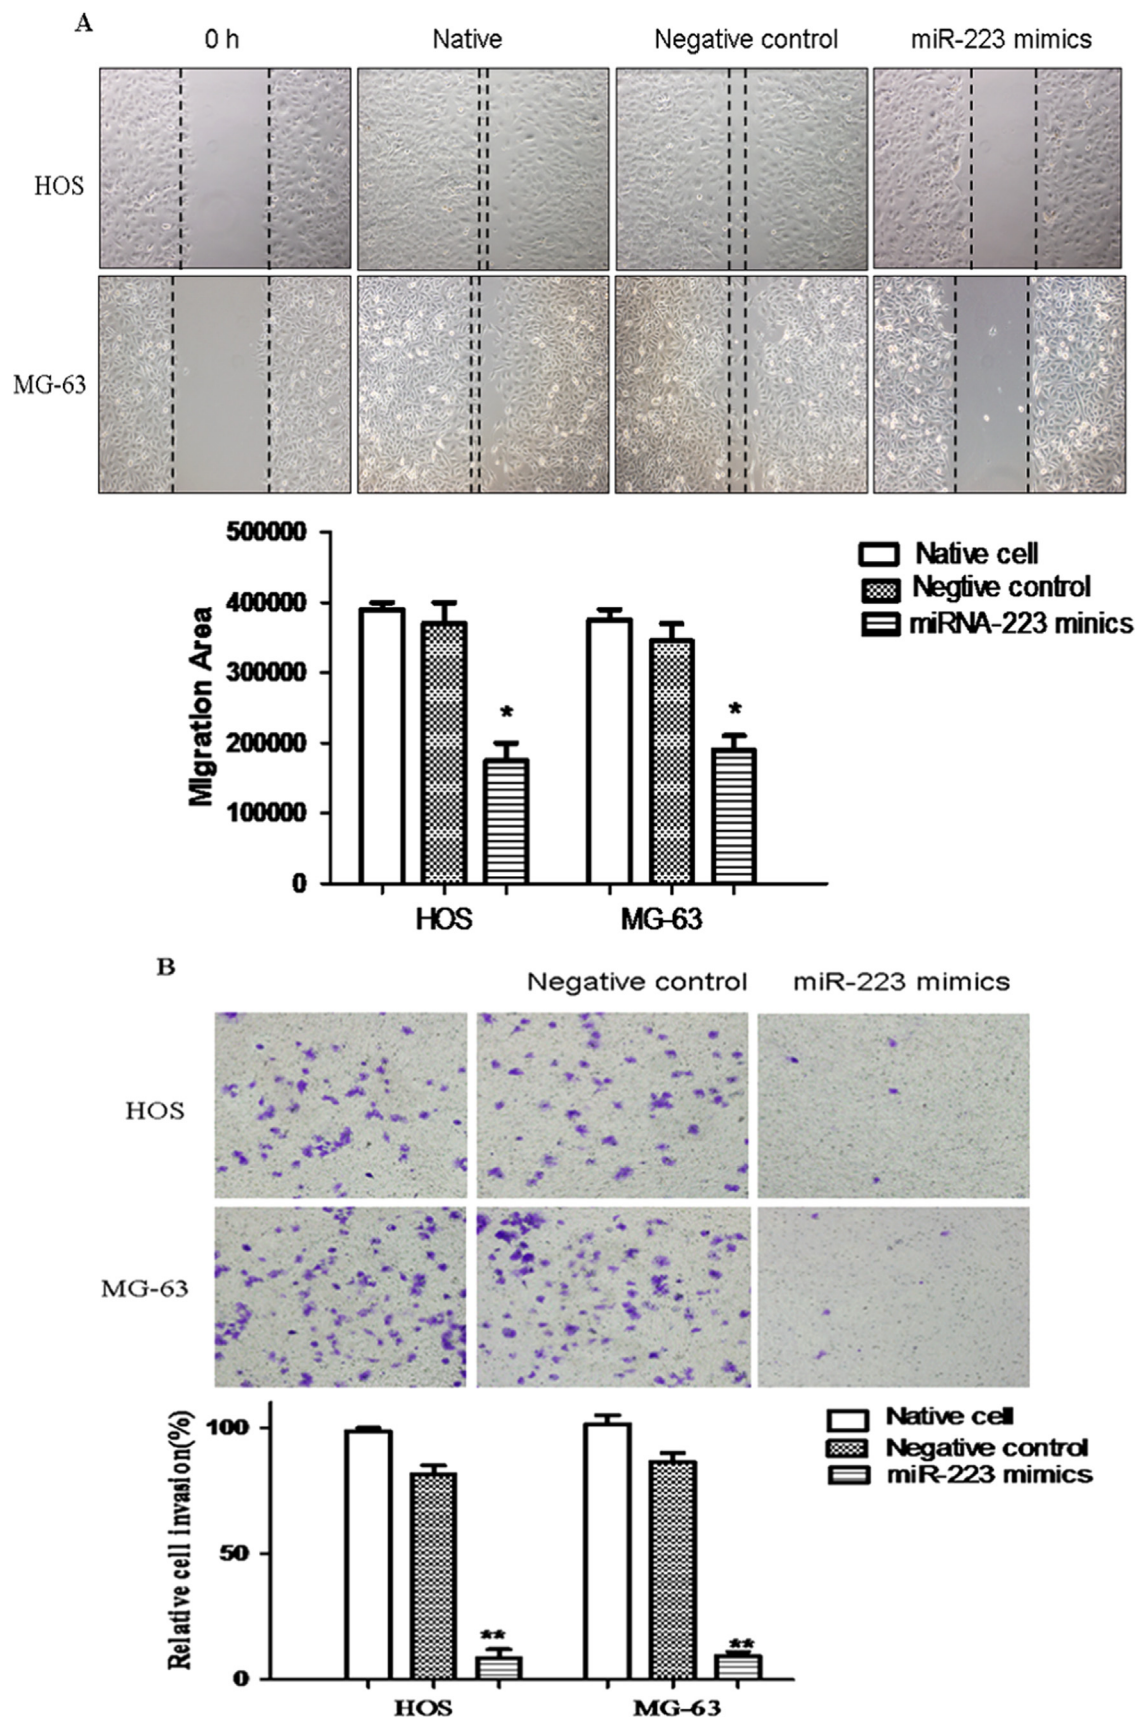 A
0 h Native Negative control miR-223 mimics
HOS
MG-63
500000
400000
300000
200000
100000
0
Migration Area
* *
HOS MG-63
Native cell
Negtive control
miRNA-223 minics
B
Negative control miR-223 mimics
HOS
MG-63
100
50
0
Relative cell invasion(%)
** **
HOS MG-63
Native cell
Negative control
miR-223 mimics